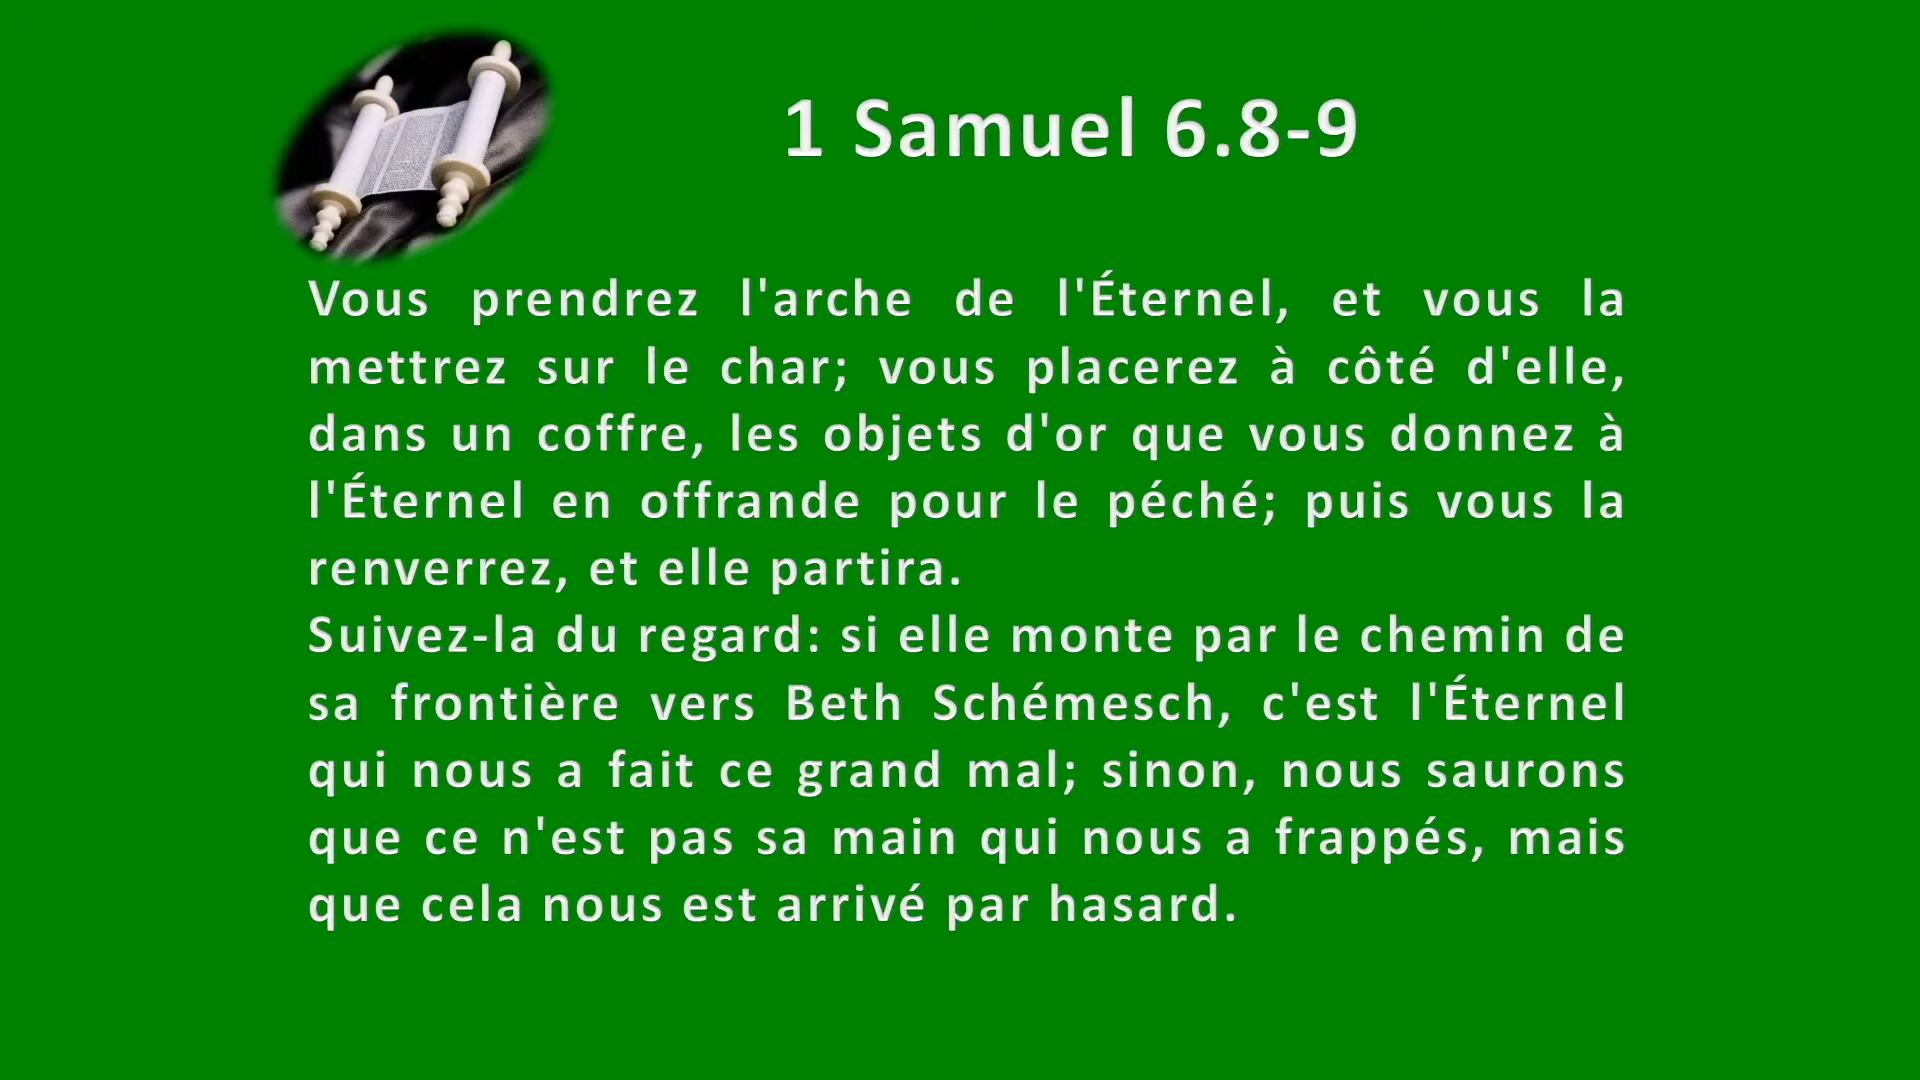 1 Samuel 6.8-9
Vous prendrez l'arche de l'Éternel, et vous la
mettrez sur le char; vous placerez à côté d'elle,
dans un coffre, les objets d'or que vous donnez à
l'Éternel en offrande pour le péché; puis vous la
renverrez, et elle partira.
Suivez-la du regard: si elle monte par le chemin de
sa frontière vers Beth Schémesch, c'est l'Éternel
qui nous a fait ce grand mal; sinon, nous saurons
que ce n'est pas sa main qui nous a frappés, mais
que cela nous est arrivé par hasard.